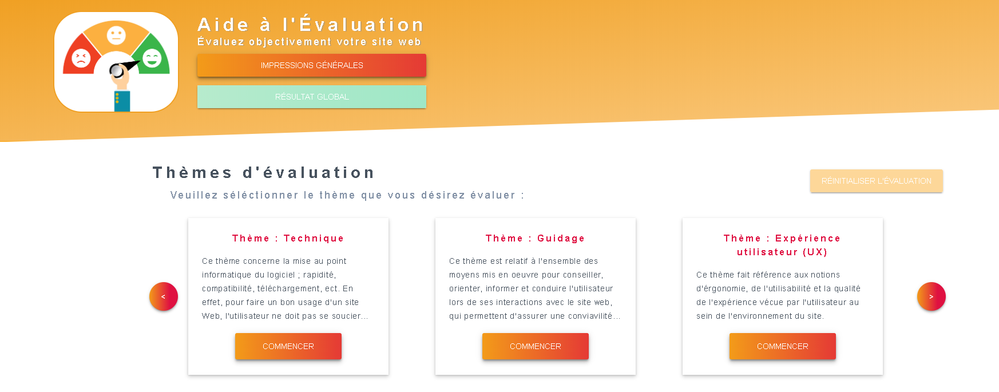 Aide à l'Évaluation
Évaluez objectivement votre site web
IMPRESSIONS GÉNÉRALES
RÉSULTAT GLOBAL
Thèmes d'évaluation
RÉINITIALISER L'ÉVALUATION
Veuillez séléctionner le thème que vous désirez évaluer :
<
Thème : Technique
Ce thème concerne la mise au point
informatique du logiciel ; rapidité,
compatibilité, téléchargement, ect. En
effet, pour faire un bon usage d'un site
Web, l'utilisateur ne doit pas se soucier...
COMMENCER
Thème : Guidage
Ce thème est relatif à l'ensemble des
moyens mis en oeuvre pour conseiller,
orienter, informer et conduire l'utilisateur
lors de ses interactions avec le site web,
qui permettent d'assurer une conviavilité...
COMMENCER
Thème : Expérience
utilisateur (UX)
Ce thème fait référence aux notions
d'érgonomie, de l'utilisabilité et la qualité
de l'expérience vécue par l'utilisateur au
sein de l'environnement du site.
COMMENCER
>